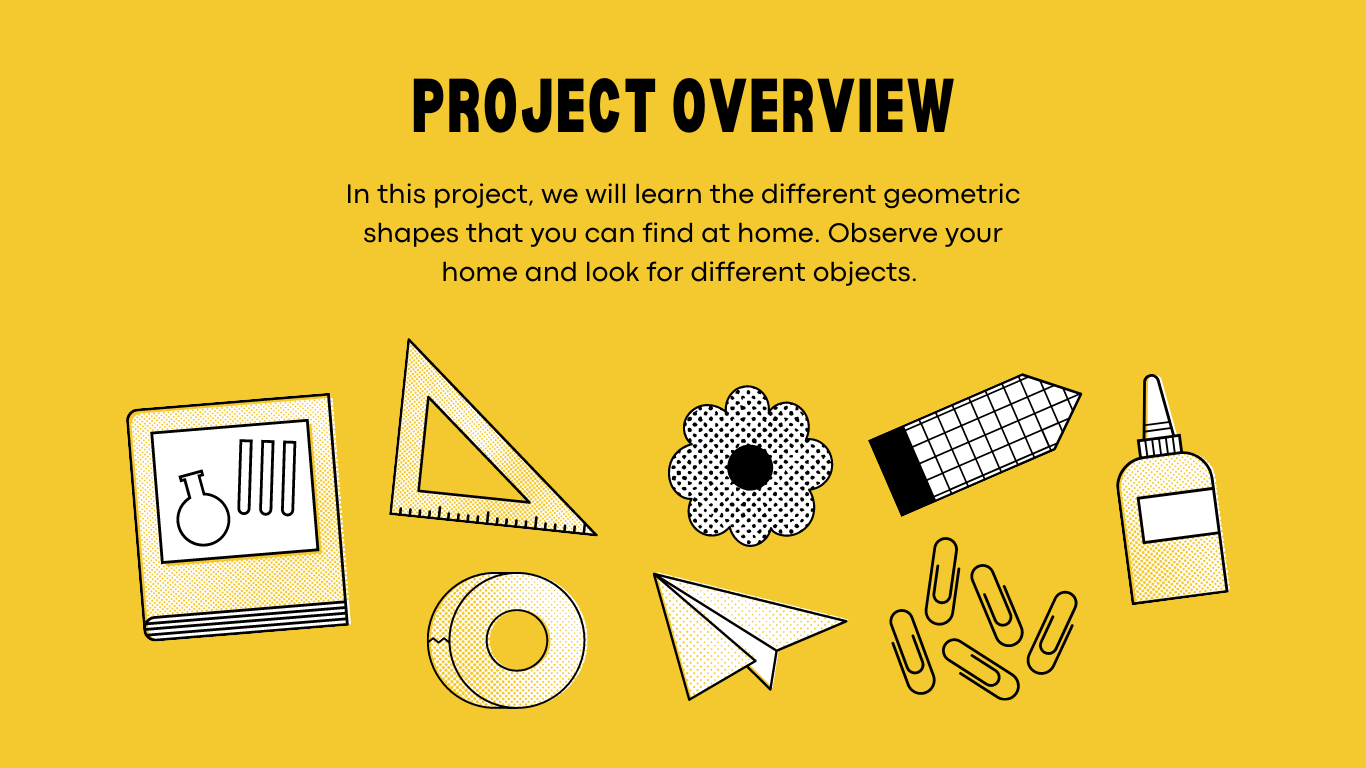 PROJECT OVERVIEW
In this project, we will learn the different geometric
shapes that you can find at home. Observe your
home and look for different objects.